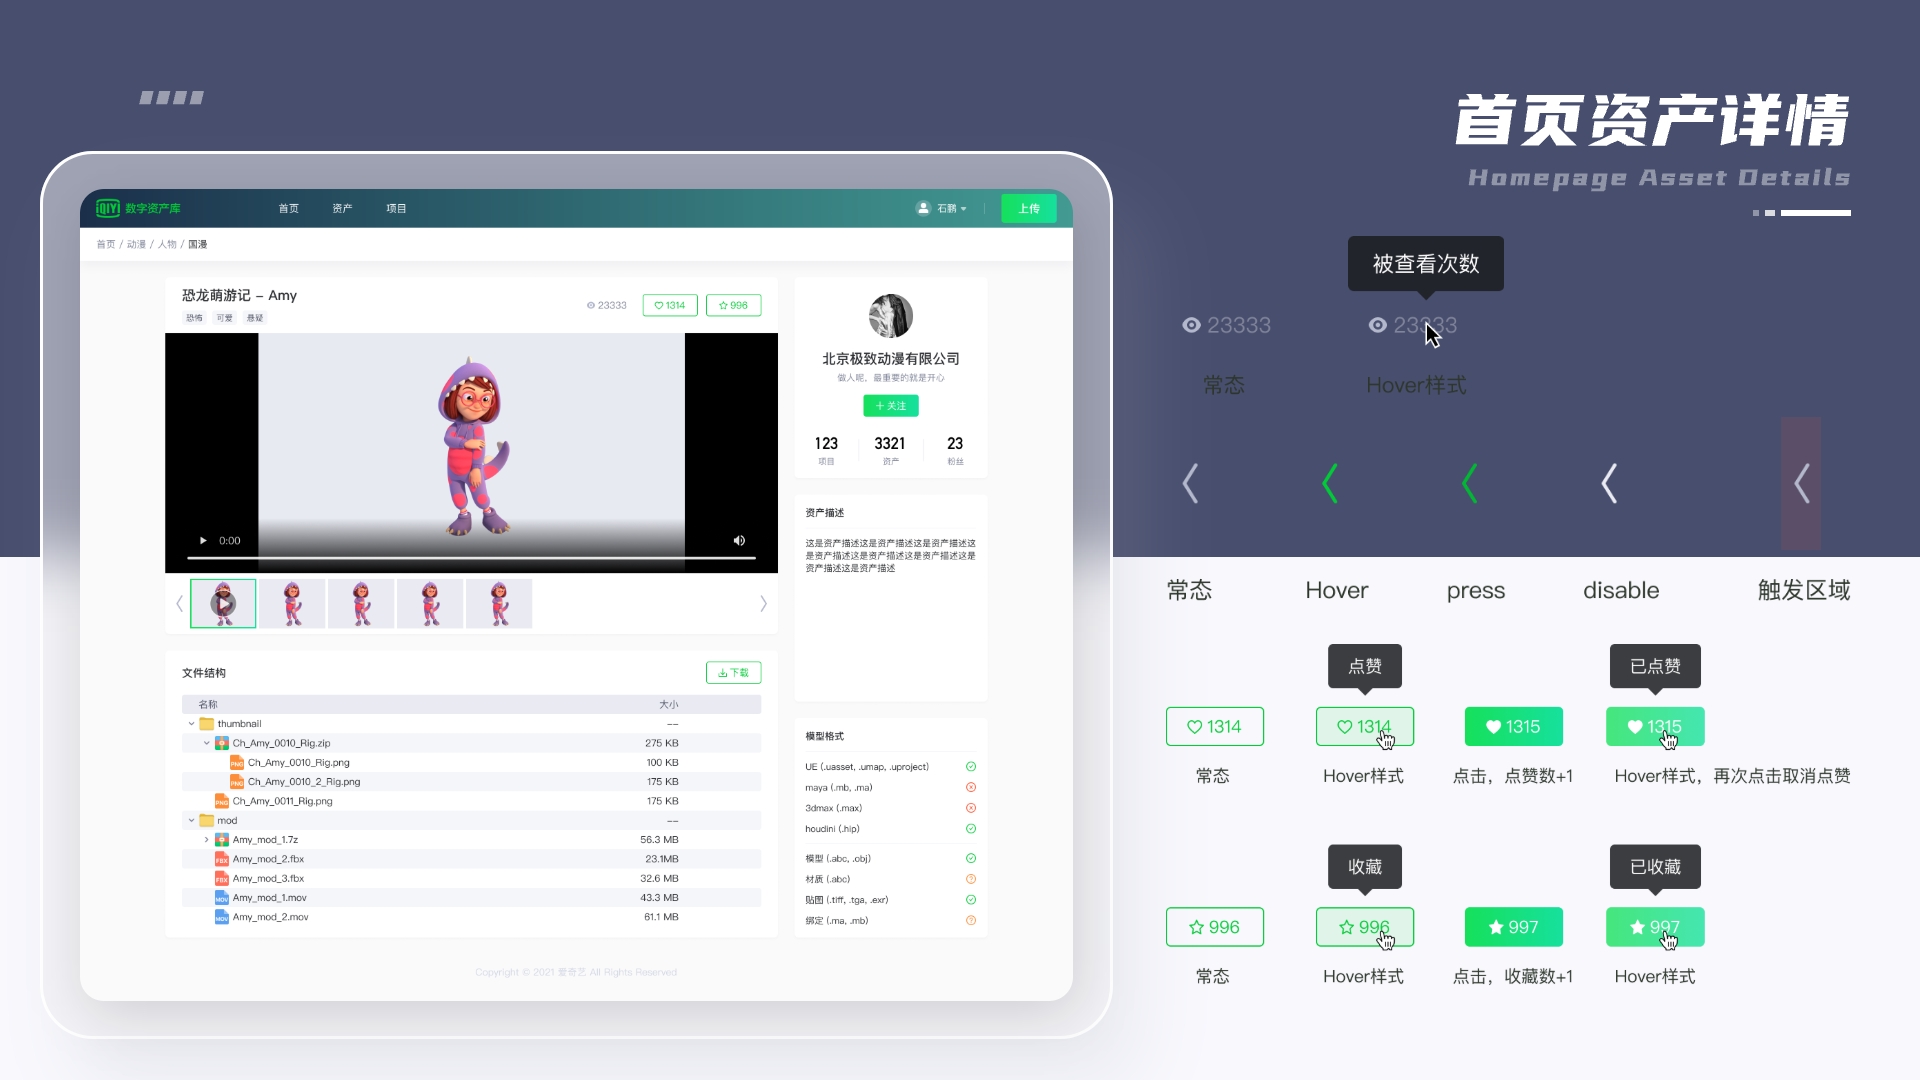 首页资产详情
Homepage Asset Details
iQIYI 数字资产库
首页
资产
项目
石鹏
上传
首页 / 动漫 / 人物 / 国漫
恐龙萌游记 – Amy
恐怖 可爱 悬疑
23333
1314
996
0:00
文件结构
下载
名称 大小
thumbnail --
Ch_Amy_0010_Rig.zip 275 KB
PNG Ch_Amy_0010_Rig.png 100 KB
PNG Ch_Amy_0010_2_Rig.png 175 KB
PNG Ch_Amy_0011_Rig.png 175 KB
mod --
Amy_mod_1.7z 56.3 MB
FBX Amy_mod_2.fbx 23.1MB
FBX Amy_mod_3.fbx 32.6 MB
MOV Amy_mod_1.mov 43.3 MB
MOV Amy_mod_2.mov 61.1 MB
北京极致动漫有限公司
做人呢，最重要的就是开心
+ 关注
123 3321 23
项目 资产 粉丝
资产描述
这是资产描述这是资产描述这是资产描述这
是资产描述这是资产描述这是资产描述这是
资产描述这是资产描述
模型格式
UE (.uasset, .umap, .uproject)
maya (.mb, .ma)
3dmax (.max)
houdini (.hip)
模型 (.abc, .obj)
材质 (.abc)
贴图 (.tiff, .tga, .exr)
绑定 (.ma, .mb)
Copyright © 2021 爱奇艺 All Rights Reserved
被查看次数
23333 23333
常态 Hover样式
常态 Hover press disable 触发区域
点赞 已点赞
1314 1314 1315 1315
常态 Hover样式 点击，点赞数+1 Hover样式，再次点击取消点赞
收藏 已收藏
996 996 997 997
常态 Hover样式 点击，收藏数+1 Hover样式